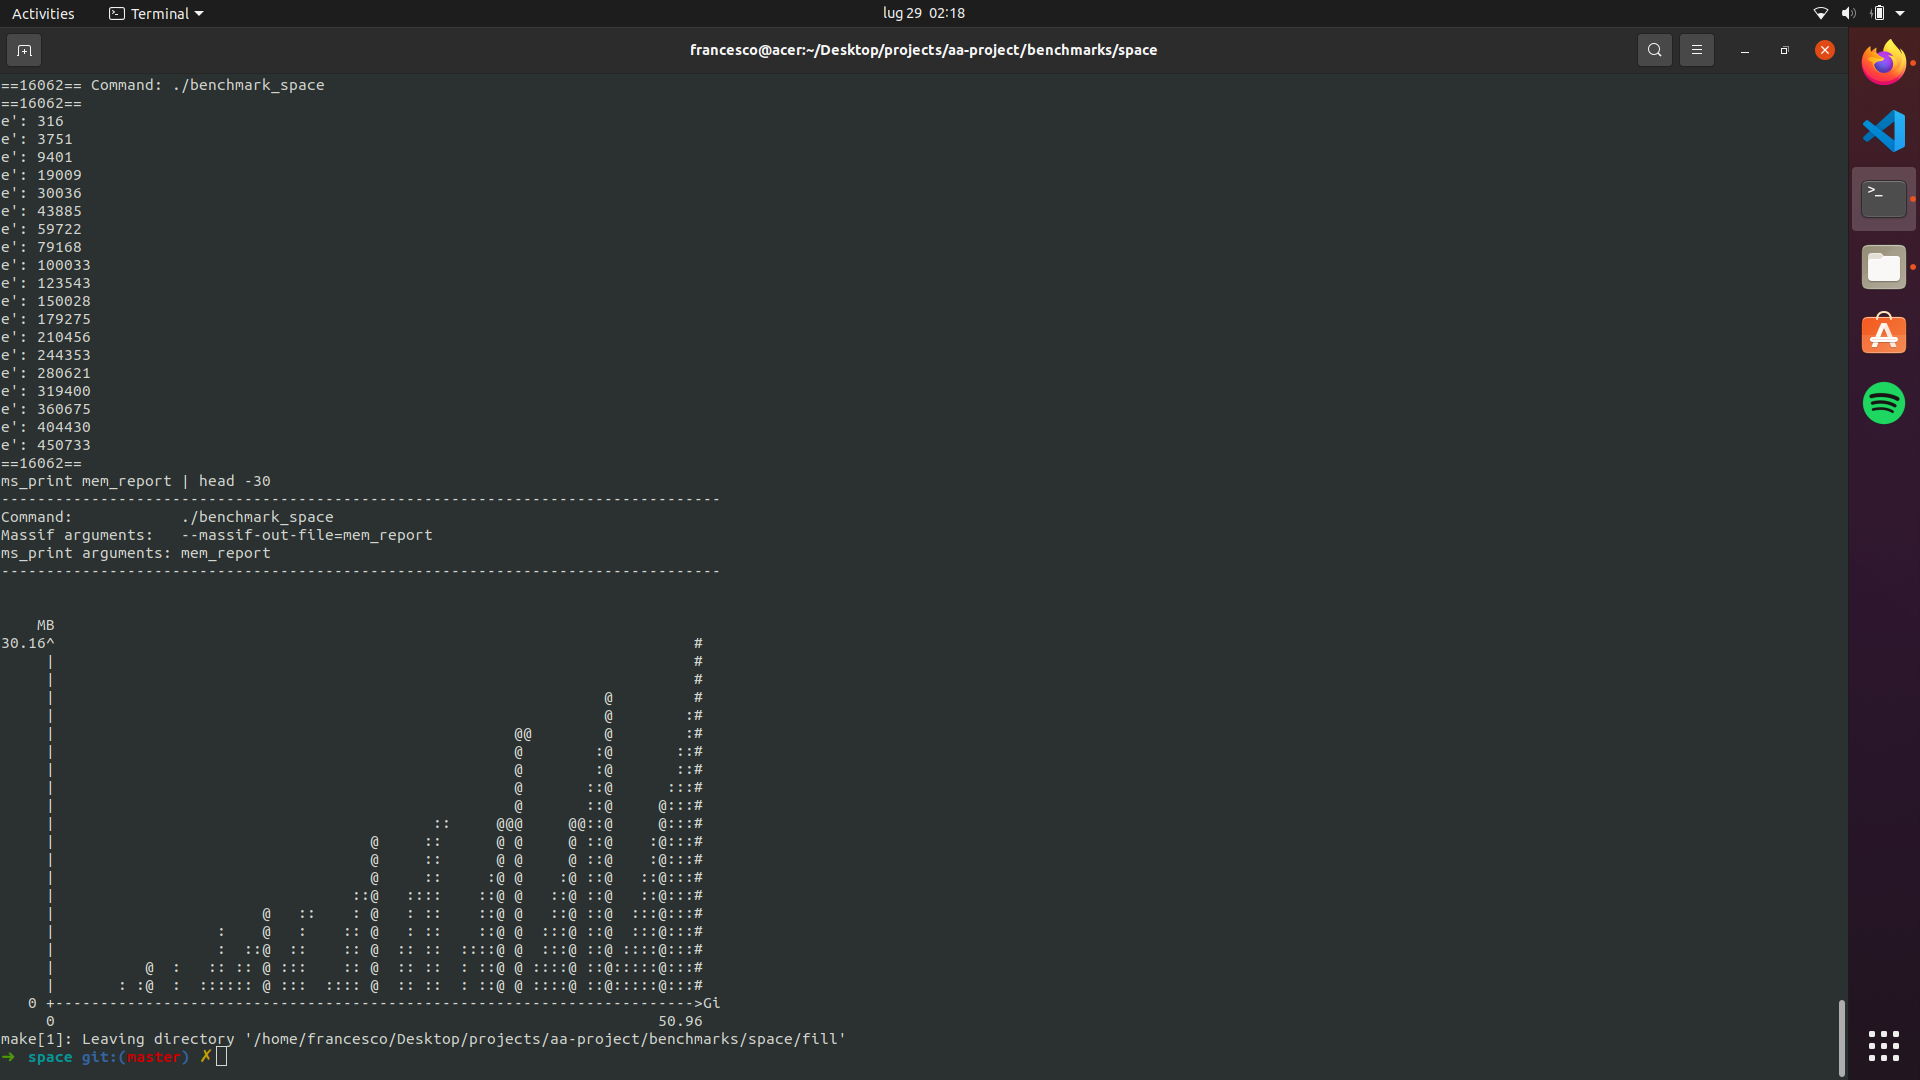 Activities Terminal lug 29 02:18
francesco@acer:~/Desktop/projects/aa-project/benchmarks/space
==16062== Command: ./benchmark_space
==16062==
e': 316
e': 3751
e': 9401
e': 19009
e': 30036
e': 43885
e': 59722
e': 79168
e': 100033
e': 123543
e': 150028
e': 179275
e': 210456
e': 244353
e': 280621
e': 319400
e': 360675
e': 404430
e': 450733
==16062==
ms_print mem_report | head -30
--------------------------------------------------------------------------------
Command:            ./benchmark_space
Massif arguments:   --massif-out-file=mem_report
ms_print arguments: mem_report
--------------------------------------------------------------------------------
    MB
30.16^                                                                       #
     |                                                                       #
     |                                                                       #
     |                                                             @         #
     |                                                             @        :#
     |                                                   @@        @        :#
     |                                                   @        :@       ::#
     |                                                   @        :@       ::#
     |                                                   @       ::@      :::#
     |                                                   @       ::@     @:::#
     |                                          ::     @@@     @@::@     @:::#
     |                                   @     ::      @ @     @ ::@    :@:::#
     |                                   @     ::      @ @     @ ::@    :@:::#
     |                                   @     ::     :@ @    :@ ::@   ::@:::#
     |                                 ::@   ::::    ::@ @   ::@ ::@   ::@:::#
     |                       @   ::    : @   : ::    ::@ @   ::@ ::@  :::@:::#
     |                  :    @   :    :: @   : ::    ::@ @  :::@ ::@  :::@:::#
     |                  :  ::@  ::    :: @  :: ::  ::::@ @  :::@ ::@ ::::@:::#
     |          @  :   :: :: @ :::    :: @  :: ::  : ::@ @ ::::@ ::@:::::@:::#
     |       : :@  :  :::::: @ :::  :::: @  :: ::  : ::@ @ ::::@ ::@:::::@:::#
   0 +----------------------------------------------------------------------->Gi
     0                                                                   50.96
make[1]: Leaving directory '/home/francesco/Desktop/projects/aa-project/benchmarks/space/fill'
➜  space git:(master) ✗